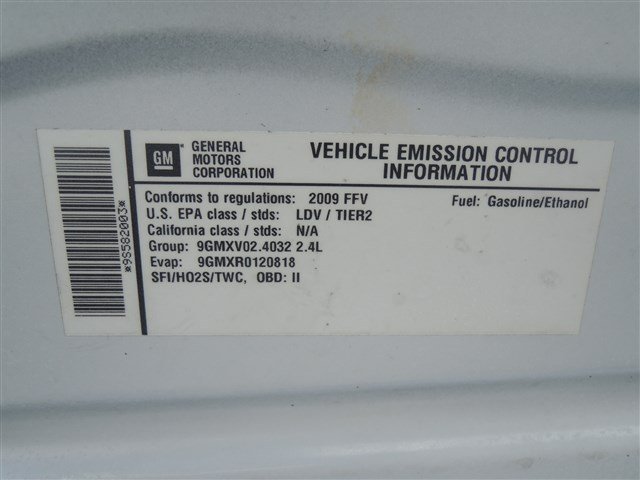 GM
GENERAL
MOTORS
CORPORATION
VEHICLE EMISSION CONTROL
INFORMATION
Conforms to regulations: 2009 FFV
Fuel: Gasoline/Ethanol
U.S. EPA class / stds: LDV / TIER2
California class / stds: N/A
Group: 9GMXV02.4032 2.4L
Evap: 9GMXR0120818
SFI/HO2S/TWC, OBD: II
*9S582003*